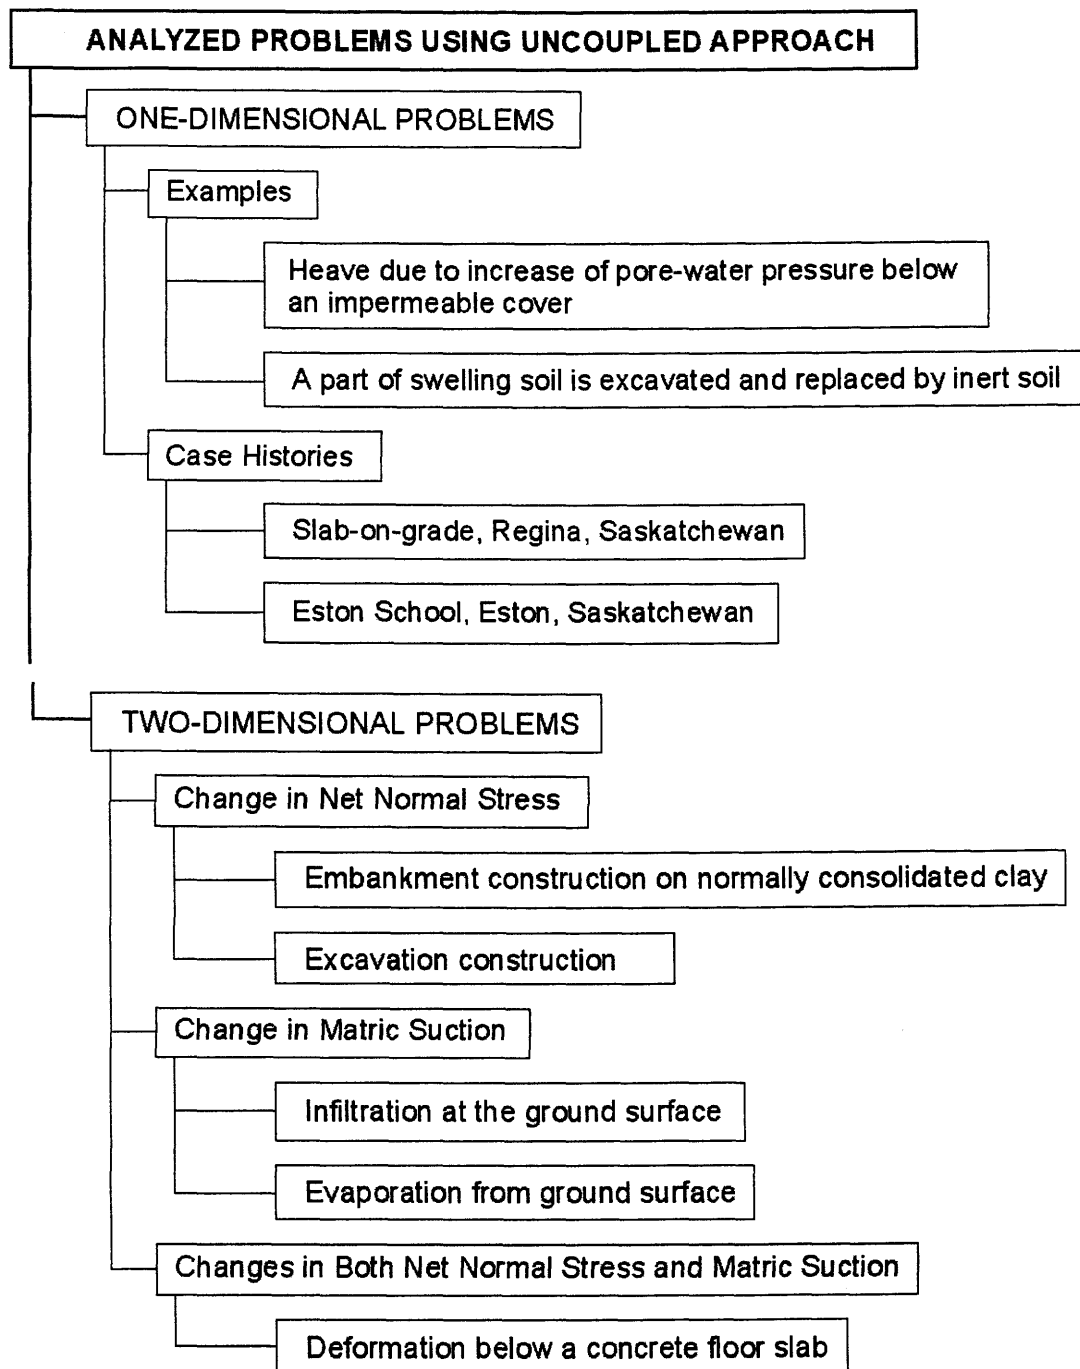 ANALYZED PROBLEMS USING UNCOUPLED APPROACH
ONE-DIMENSIONAL PROBLEMS
Examples
Heave due to increase of pore-water pressure below
an impermeable cover
A part of swelling soil is excavated and replaced by inert soil
Case Histories
Slab-on-grade, Regina, Saskatchewan
Eston School, Eston, Saskatchewan
TWO-DIMENSIONAL PROBLEMS
Change in Net Normal Stress
Embankment construction on normally consolidated clay
Excavation construction
Change in Matric Suction
Infiltration at the ground surface
Evaporation from ground surface
Changes in Both Net Normal Stress and Matric Suction
Deformation below a concrete floor slab